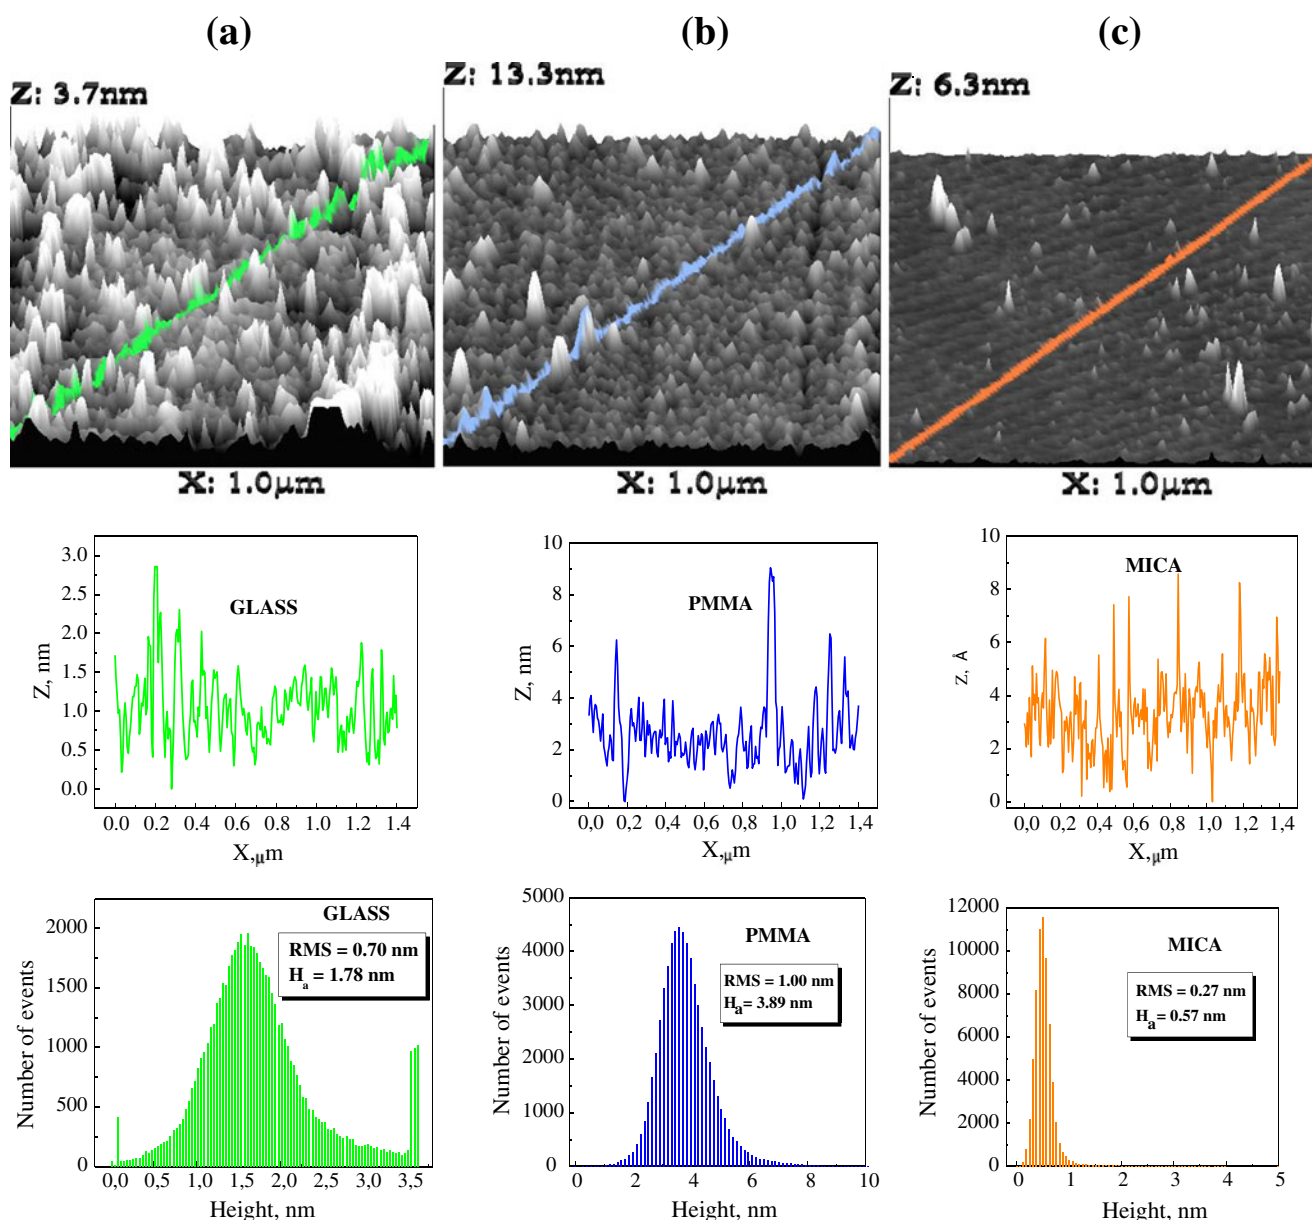 (a)
(b)
(c)
Z: 3.7nm
Z: 13.3nm
Z: 6.3nm
X: 1.0µm
X: 1.0µm
X: 1.0µm
Z, nm
3.0
2.5
2.0
1.5
1.0
0.5
0.0
GLASS
0.0 0.2 0.4 0.6 0.8 1.0 1.2 1,4
X,µm
Z, nm
10
8
6
4
2
0
PMMA
0,0 0,2 0,4 0,6 0,8 1,0 1,2 1,4
X,µm
Z, Å
10
8
6
4
2
0
MICA
0,0 0,2 0,4 0,6 0,8 1,0 1,2 1,4
X,µm
Number of events
2000
1500
1000
500
0
GLASS
RMS = 0.70 nm
Ha = 1.78 nm
0,0 0,5 1,0 1,5 2,0 2,5 3,0 3,5
Height, nm
Number of events
5000
4000
3000
2000
1000
0
PMMA
RMS = 1.00 nm
Ha= 3.89 nm
0 2 4 6 8 10
Height, nm
Number of events
12000
10000
8000
6000
4000
2000
0
MICA
RMS = 0.27 nm
Ha = 0.57 nm
0 1 2 3 4 5
Height, nm